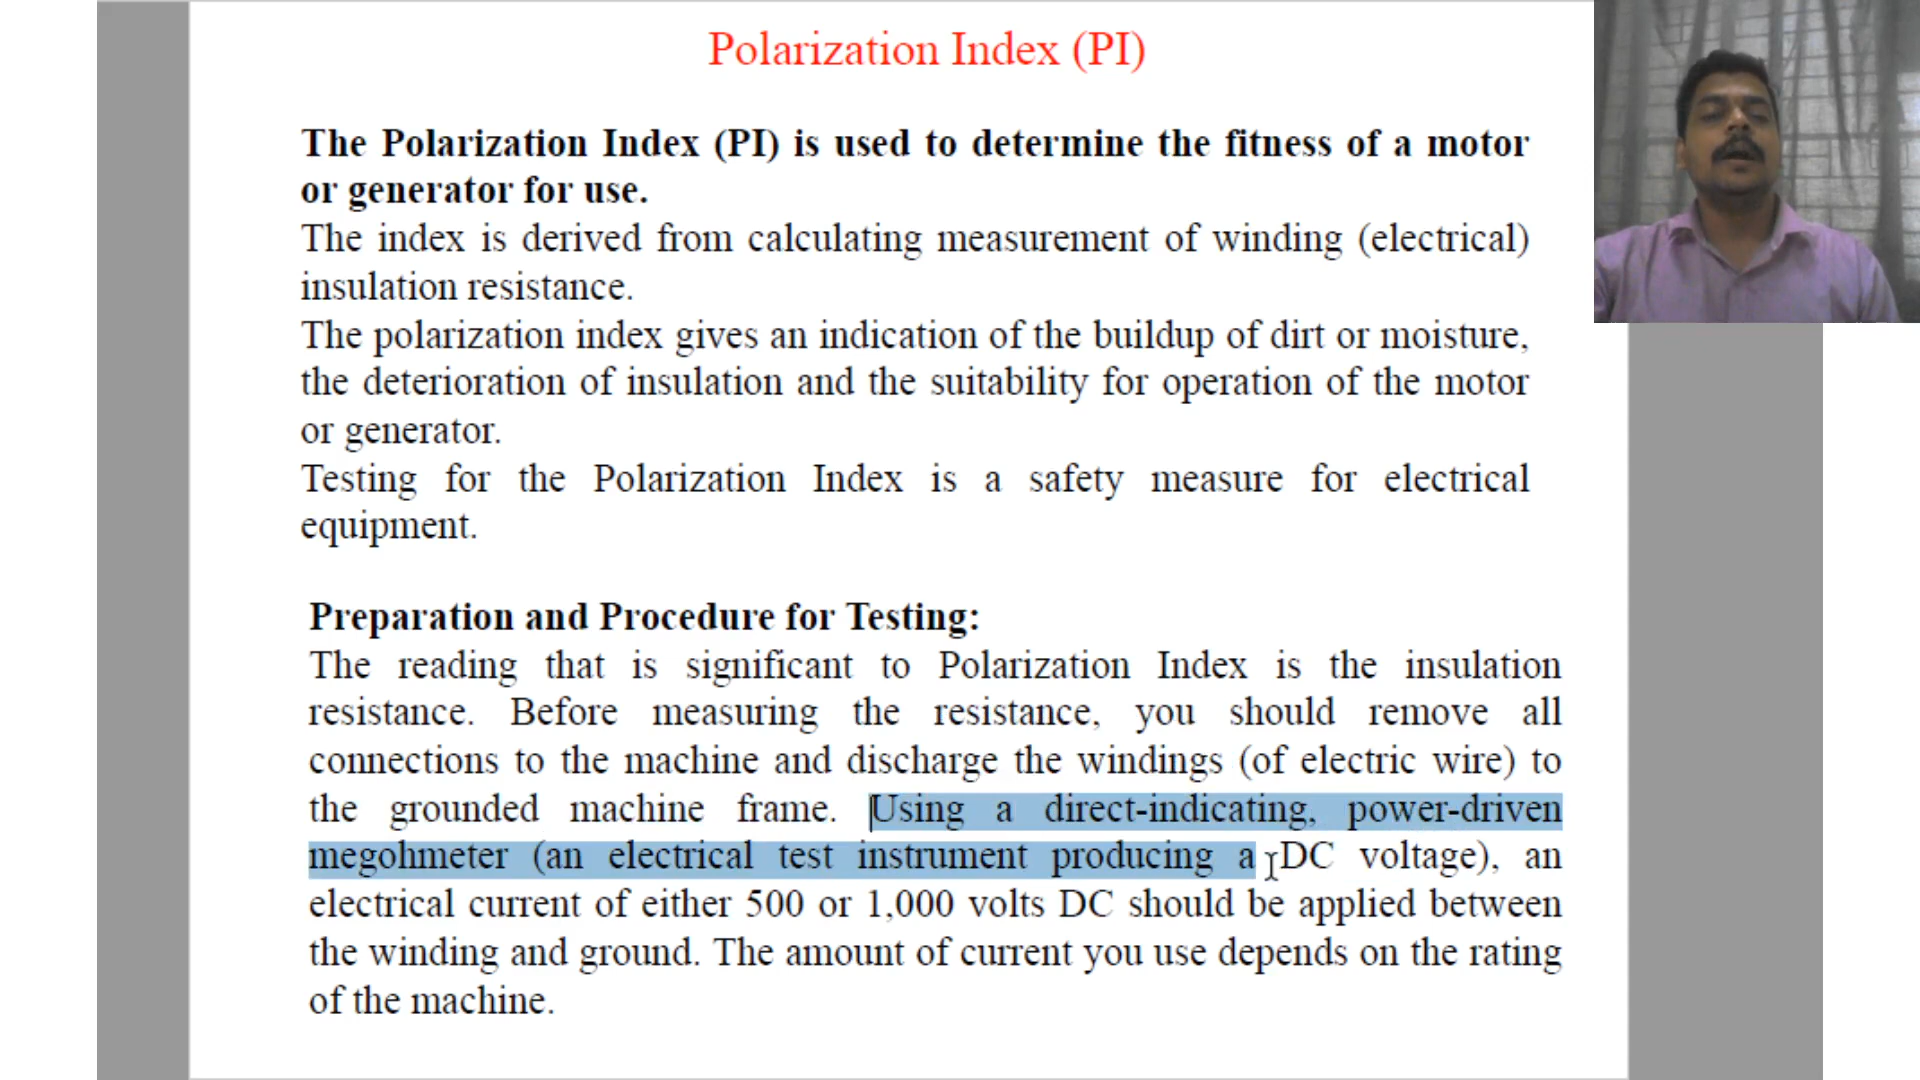 Polarization Index (PI)
The Polarization Index (PI) is used to determine the fitness of a motor
or generator for use.
The index is derived from calculating measurement of winding (electrical)
insulation resistance.
The polarization index gives an indication of the buildup of dirt or moisture,
the deterioration of insulation and the suitability for operation of the motor
or generator.
Testing for the Polarization Index is a safety measure for electrical
equipment.
Preparation and Procedure for Testing:
The reading that is significant to Polarization Index is the insulation
resistance. Before measuring the resistance, you should remove all
connections to the machine and discharge the windings (of electric wire) to
the grounded machine frame. Using a direct-indicating, power-driven
megohmeter (an electrical test instrument producing a DC voltage), an
electrical current of either 500 or 1,000 volts DC should be applied between
the winding and ground. The amount of current you use depends on the rating
of the machine.